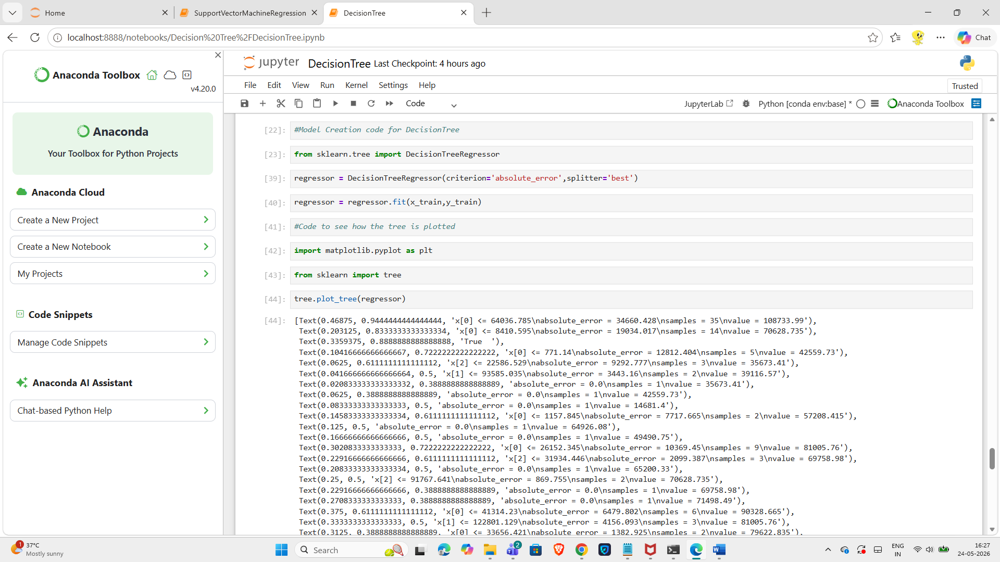 Home
SupportVectorMachineRegression
DecisionTree
localhost:8888/notebooks/Decision%20Tree%2FDecisionTree.ipynb
Chat
Anaconda Toolbox
v4.20.0
Anaconda
Your Toolbox for Python Projects
Anaconda Cloud
Create a New Project
Create a New Notebook
My Projects
Code Snippets
Manage Code Snippets
Anaconda AI Assistant
Chat-based Python Help
jupyter DecisionTree Last Checkpoint: 4 hours ago
File Edit View Run Kernel Settings Help
Trusted
Code
JupyterLab Python [conda env:base] * Anaconda Toolbox
[22]: #Model Creation code for DecisionTree
[23]: from sklearn.tree import DecisionTreeRegressor
[39]: regressor = DecisionTreeRegressor(criterion='absolute_error',splitter='best')
[40]: regressor = regressor.fit(x_train,y_train)
[41]: #Code to see how the tree is plotted
[42]: import matplotlib.pyplot as plt
[43]: from sklearn import tree
[44]: tree.plot_tree(regressor)
[44]: [Text(0.46875, 0.9444444444444444, 'x[0] <= 64036.785\nabsolute_error = 34660.428\nsamples = 35\nvalue = 108733.99'),
Text(0.203125, 0.8333333333333334, 'x[0] <= 8410.595\nabsolute_error = 19034.017\nsamples = 14\nvalue = 70628.735'),
Text(0.3359375, 0.8888888888888888, 'True  '),
Text(0.10416666666666667, 0.7222222222222222, 'x[0] <= 771.14\nabsolute_error = 12812.404\nsamples = 5\nvalue = 42559.73'),
Text(0.0625, 0.6111111111111112, 'x[2] <= 22586.529\nabsolute_error = 9292.777\nsamples = 3\nvalue = 35673.41'),
Text(0.041666666666666664, 0.5, 'x[1] <= 93585.035\nabsolute_error = 3443.16\nsamples = 2\nvalue = 39116.57'),
Text(0.020833333333333332, 0.3888888888888889, 'absolute_error = 0.0\nsamples = 1\nvalue = 35673.41'),
Text(0.0625, 0.3888888888888889, 'absolute_error = 0.0\nsamples = 1\nvalue = 42559.73'),
Text(0.08333333333333333, 0.5, 'absolute_error = 0.0\nsamples = 1\nvalue = 14681.4'),
Text(0.14583333333333334, 0.6111111111111112, 'x[0] <= 1157.845\nabsolute_error = 7717.665\nsamples = 2\nvalue = 57208.415'),
Text(0.125, 0.5, 'absolute_error = 0.0\nsamples = 1\nvalue = 64926.08'),
Text(0.16666666666666666, 0.5, 'absolute_error = 0.0\nsamples = 1\nvalue = 49490.75'),
Text(0.3020833333333333, 0.7222222222222222, 'x[0] <= 26152.345\nabsolute_error = 10369.45\nsamples = 9\nvalue = 81005.76'),
Text(0.22916666666666666, 0.6111111111111112, 'x[2] <= 31934.446\nabsolute_error = 2099.387\nsamples = 3\nvalue = 69758.98'),
Text(0.20833333333333334, 0.5, 'absolute_error = 0.0\nsamples = 1\nvalue = 65200.33'),
Text(0.25, 0.5, 'x[2] <= 91767.641\nabsolute_error = 869.755\nsamples = 2\nvalue = 70628.735'),
Text(0.22916666666666666, 0.3888888888888889, 'absolute_error = 0.0\nsamples = 1\nvalue = 69758.98'),
Text(0.2708333333333333, 0.3888888888888889, 'absolute_error = 0.0\nsamples = 1\nvalue = 71498.49'),
Text(0.375, 0.6111111111111112, 'x[0] <= 41314.23\nabsolute_error = 6479.802\nsamples = 6\nvalue = 90328.665'),
Text(0.3333333333333333, 0.5, 'x[1] <= 122801.129\nabsolute_error = 4156.093\nsamples = 3\nvalue = 81005.76'),
Text(0.3125, 0.3888888888888889, 'x[0] <= 33656.421\nabsolute_error = 1382.925\nsamples = 2\nvalue = 79622.835'),
1
37°C
Mostly sunny
Search
2
ENG
IN
16:27
24-05-2026